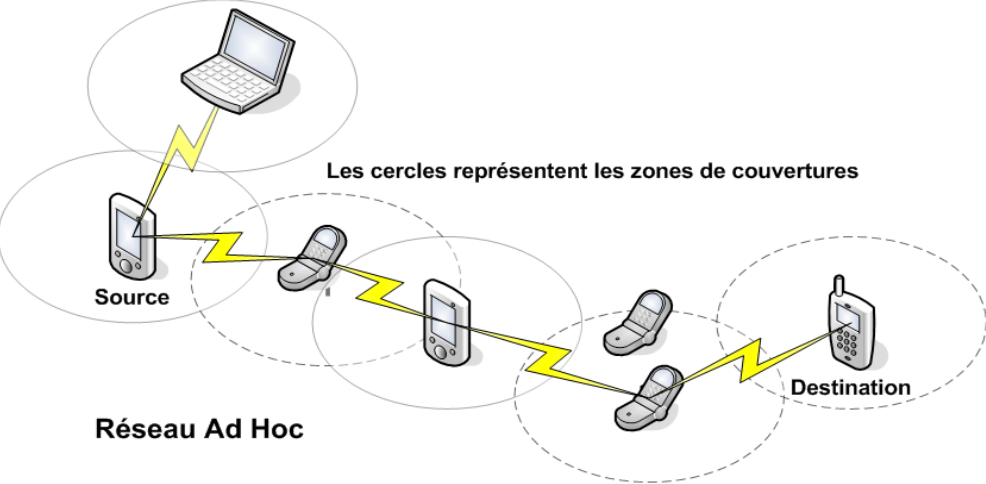 Les cercles représentent les zones de couvertures
Source
Destination
Réseau Ad Hoc